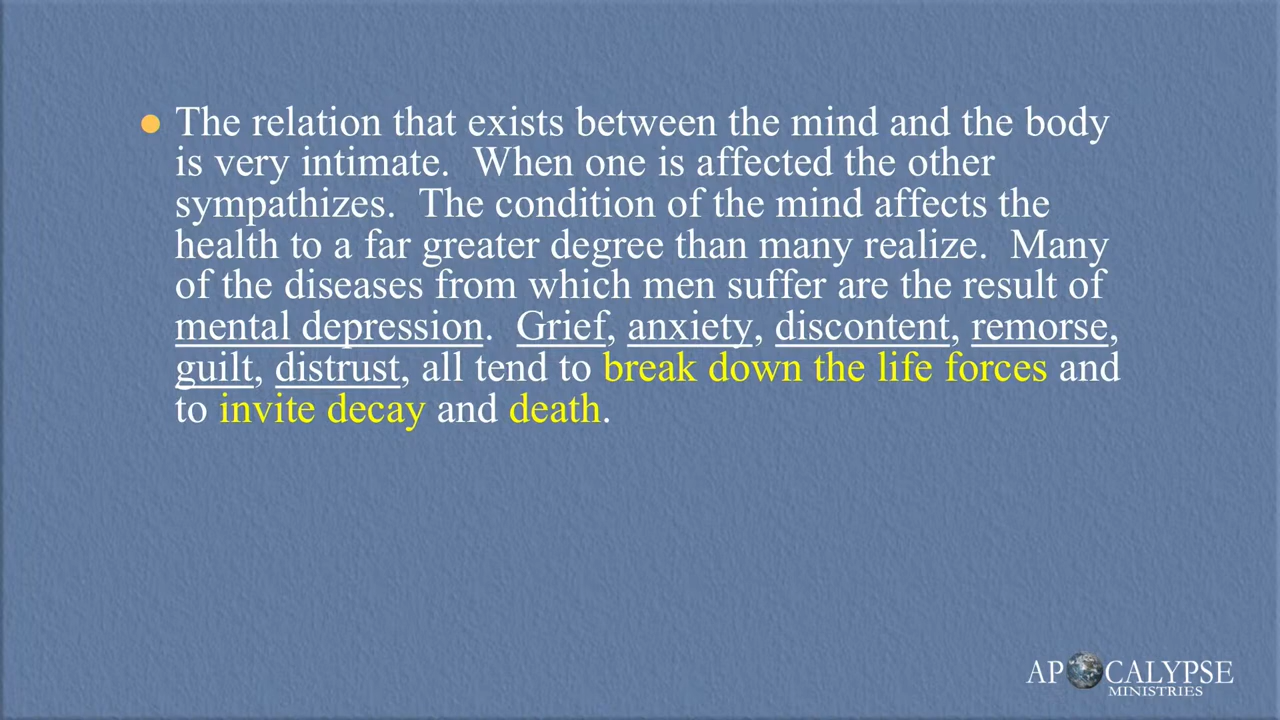 The relation that exists between the mind and the body
is very intimate.  When one is affected the other
sympathizes.  The condition of the mind affects the
health to a far greater degree than many realize.  Many
of the diseases from which men suffer are the result of
mental depression.  Grief, anxiety, discontent, remorse,
guilt, distrust, all tend to break down the life forces and
to invite decay and death.
APOCALYPSE
MINISTRIES